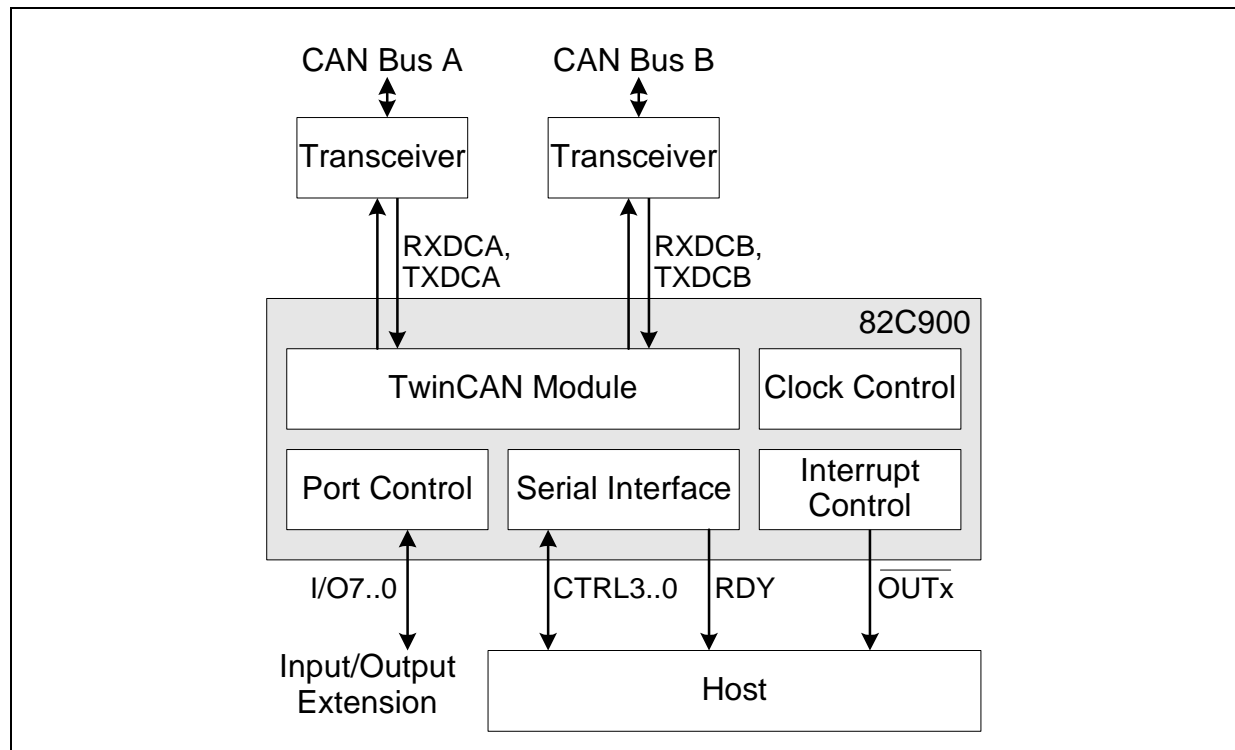 CAN Bus A
CAN Bus B
Transceiver
Transceiver
RXDCA,
TXDCA
RXDCB,
TXDCB
82C900
TwinCAN Module
Clock Control
Port Control
Serial Interface
Interrupt
Control
I/O7..0
CTRL3..0
RDY
OUTx
Input/Output
Extension
Host